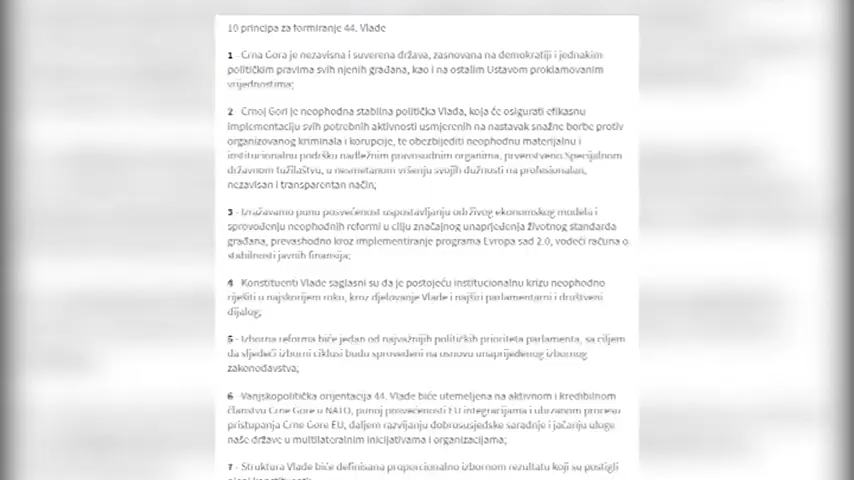 10 principa za formiranje 44. Vlade
1 - Crna Gora je nezavisna i suverena država, zasnovana na demokratiji i jednakim
političkim pravima svih njenih građana, kao i na ostalim Ustavom proklamovanim
vrijednostima;
2 - Crnoj Gori je neophodna stabilna politička Vlada, koja će osigurati efikasnu
implementaciju svih potrebnih aktivnosti usmjerenih na nastavak snažne borbe protiv
organizovanog kriminala i korupcije, te obezbijediti neophodnu materijalnu i
institucionalnu podršku nadležnim pravosudnim organima, prvenstveno Specijalnom
državnom tužilaštvu, u nesmetanom vršenju svojih dužnosti na profesionalan,
nezavisan i transparentan način;
3 - Izražavamo punu posvećenost uspostavljanju održivog ekonomskog modela i
sprovođenju neophodnih reformi u cilju značajnog unaprjeđenja životnog standarda
građana, prevashodno kroz implementiranje programa Evropa sad 2.0, vodeći računa o
stabilnosti javnih finansija;
4 - Konstituenti Vlade saglasni su da je postojeću institucionalnu krizu neophodno
riješiti u najskorijem roku, kroz djelovanje Vlade i najširi parlamentarni i društveni
dijalog;
5 - Izborna reforma biće jedan od najvažnijih političkih prioriteta parlamenta, sa ciljem
da sljedeći izborni ciklusi budu sprovedeni na osnovu unaprijeđenog izbornog
zakonodavstva;
6 - Vanjskopolitička orijentacija 44. Vlade biće utemeljena na aktivnom i kredibilnom
članstvu Crne Gore u NATO, punoj posvećenosti EU integracijama i ubrzanom procesu
pristupanja Crne Gore EU, daljem razvijanju dobrosusjedske saradnje i jačanju uloge
naše države u multilateralnim inicijativama i organizacijama;
7 - Struktura Vlade biće definisana proporcionalno izbornom rezultatu koji su postigli